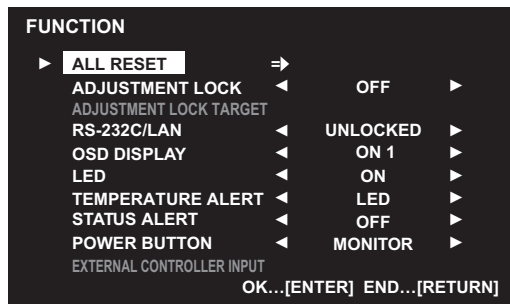 FUNCTION
ALL RESET
ADJUSTMENT LOCK OFF
ADJUSTMENT LOCK TARGET
RS-232C/LAN UNLOCKED
OSD DISPLAY ON 1
LED ON
TEMPERATURE ALERT LED
STATUS ALERT OFF
POWER BUTTON MONITOR
EXTERNAL CONTROLLER INPUT
OK...[ENTER] END...[RETURN]